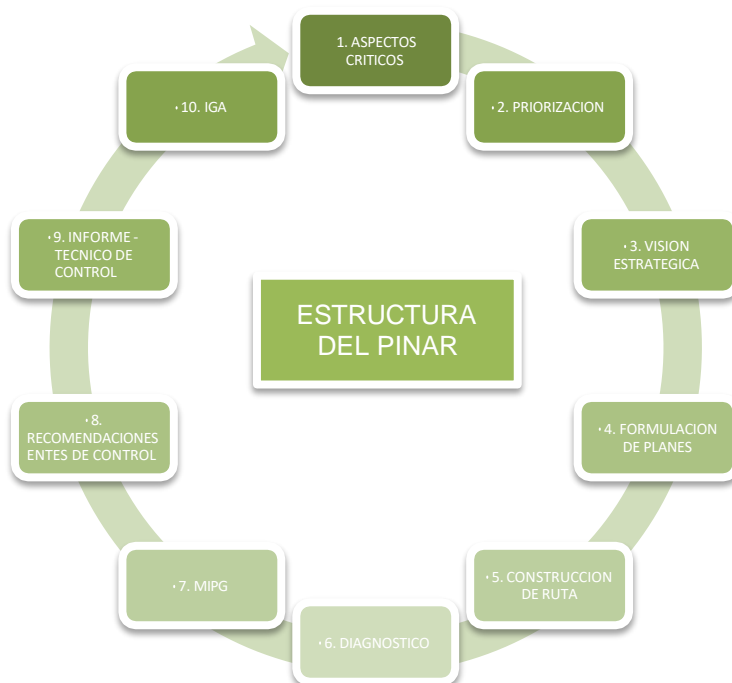 1. ASPECTOS
CRITICOS
· 2. PRIORIZACION
· 3. VISION
ESTRATEGICA
· 4. FORMULACION
DE PLANES
· 5. CONSTRUCCION
DE RUTA
· 6. DIAGNOSTICO
· 7. MIPG
· 8.
RECOMENDACIONES
ENTES DE CONTROL
· 9. INFORME -
TECNICO DE
CONTROL
· 10. IGA
ESTRUCTURA
DEL PINAR